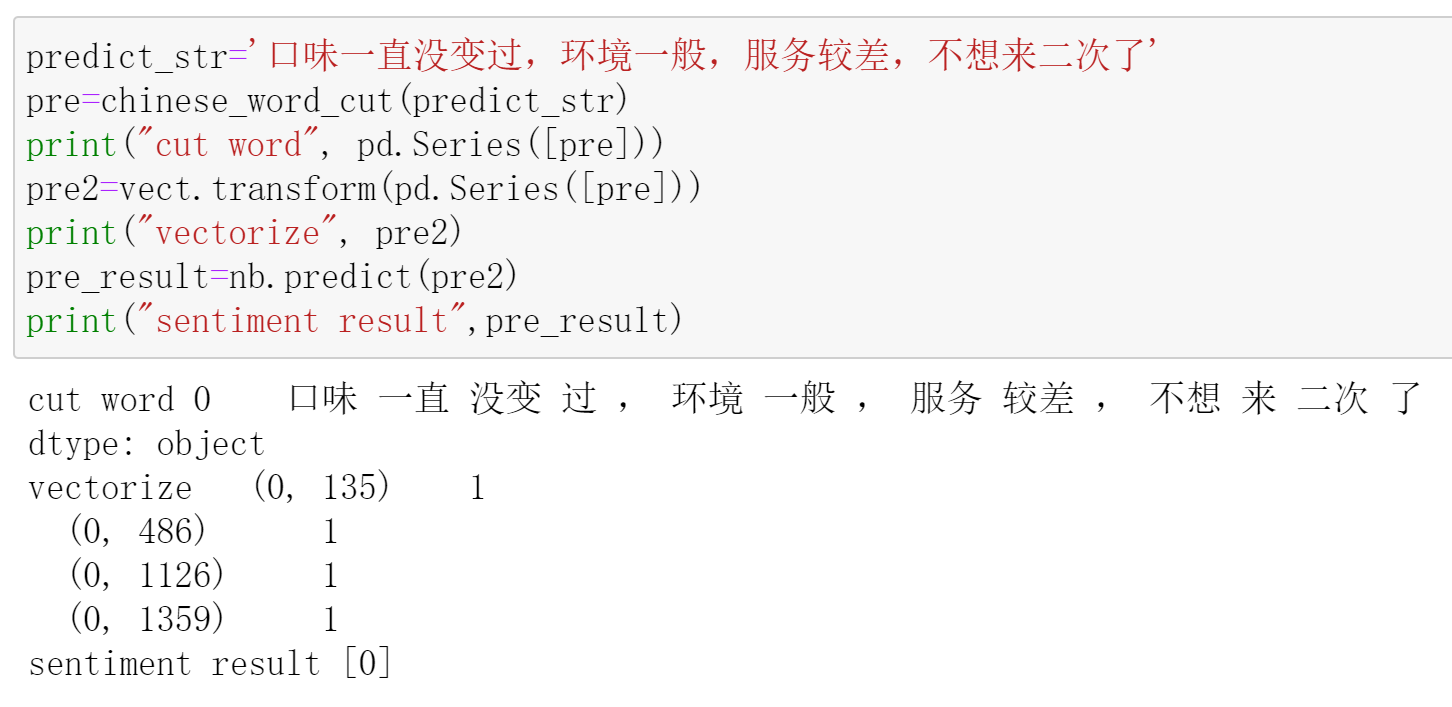 predict_str='口味一直没变过，环境一般，服务较差，不想来二次了'
pre=chinese_word_cut(predict_str)
print("cut word", pd.Series([pre]))
pre2=vect.transform(pd.Series([pre]))
print("vectorize", pre2)
pre_result=nb.predict(pre2)
print("sentiment result",pre_result)
cut word 0    口味 一直 没变 过 ， 环境 一般 ， 服务 较差 ， 不想 来 二次 了
dtype: object
vectorize   (0, 135)    1
  (0, 486)      1
  (0, 1126)     1
  (0, 1359)     1
sentiment result [0]